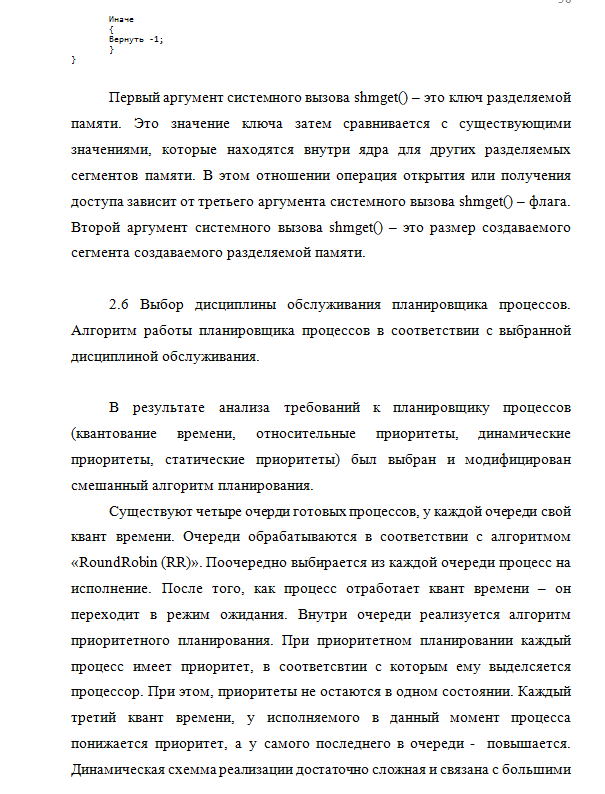 Иначе
{
Вернуть -1;
}
}
Первый аргумент системного вызова shmget() – это ключ разделяемой
памяти. Это значение ключа затем сравнивается с существующими
значениями, которые находятся внутри ядра для других разделяемых
сегментов памяти. В этом отношении операция открытия или получения
доступа зависит от третьего аргумента системного вызова shmget() – флага.
Второй аргумент системного вызова shmget() – это размер создаваемого
сегмента создаваемого разделяемой памяти.
2.6 Выбор дисциплины обслуживания планировщика процессов.
Алгоритм работы планировщика процессов в соответствии с выбранной
дисциплиной обслуживания.
В результате анализа требований к планировщику процессов
(квантование времени, относительные приоритеты, динамические
приоритеты, статические приоритеты) был выбран и модифицирован
смешанный алгоритм планирования.
Существуют четыре очерди готовых процессов, у каждой очереди свой
квант времени. Очереди обрабатываются в соответствии с алгоритмом
«RoundRobin (RR)». Поочередно выбирается из каждой очереди процесс на
исполнение. После того, как процесс отработает квант времени – он
переходит в режим ожидания. Внутри очереди реализуется алгоритм
приоритетного планирования. При приоритетном планировании каждый
процесс имеет приоритет, в соответсвтии с которым ему выделсяется
процессор. При этом, приоритеты не остаются в одном состоянии. Каждый
третий квант времени, у исполняемого в данный момент процесса
понижается приоритет, а у самого последнего в очереди - повышается.
Динамическая схемма реализации достаточно сложная и связана с большими